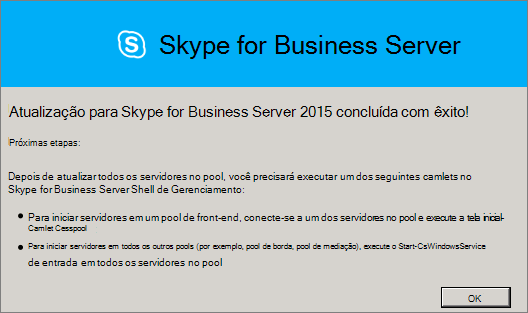 Skype for Business Server
Atualização para Skype for Business Server 2015 concluída com êxito!
Próximas etapas:
Depois de atualizar todos os servidores no pool, você precisará executar um dos seguintes camlets no
Skype for Business Server Shell de Gerenciamento:
Para iniciar servidores em um pool de front-end, conecte-se a um dos servidores no pool e execute a tela inicial-
Camlet Cesspool
Para iniciar servidores em todos os outros pools (por exemplo, pool de borda, pool de mediação), execute o Start-CsWindowsService
de entrada em todos os servidores no pool
OK